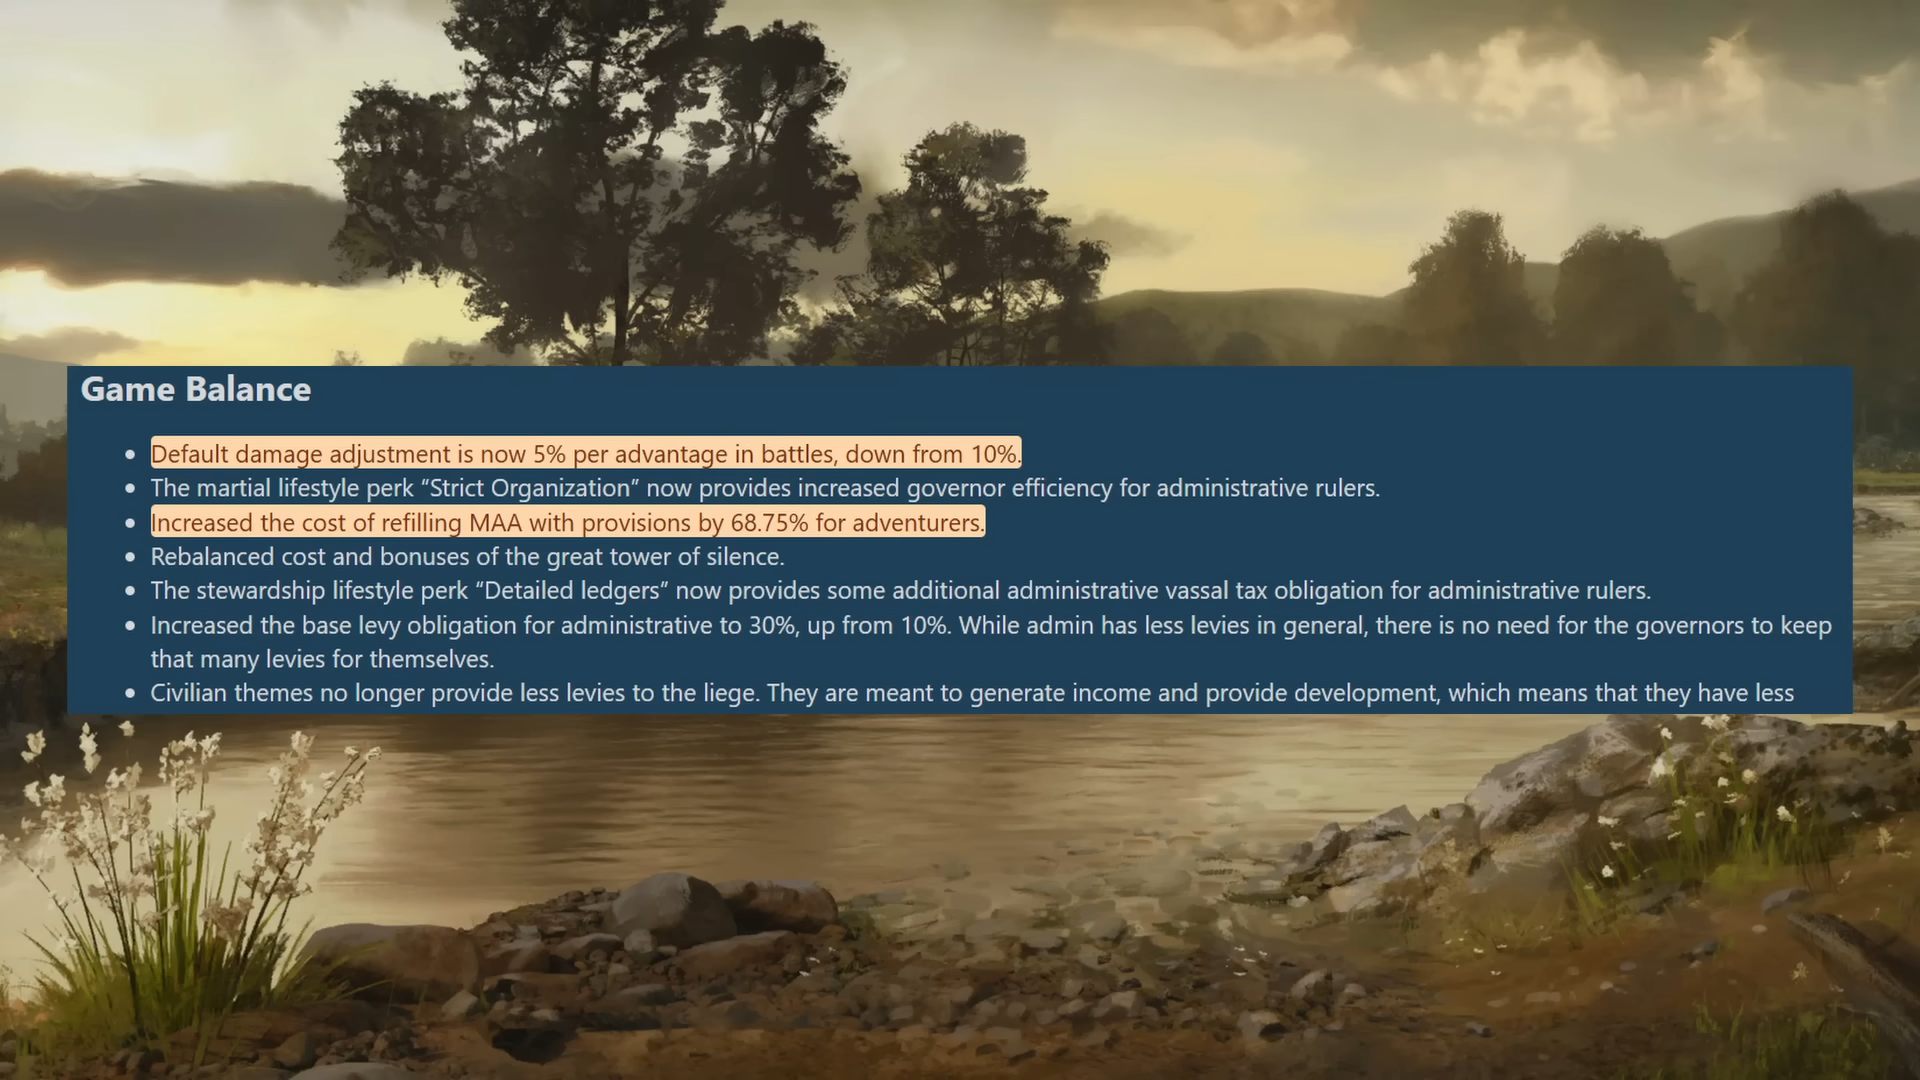 Game Balance
Default damage adjustment is now 5% per advantage in battles, down from 10%.
The martial lifestyle perk “Strict Organization” now provides increased governor efficiency for administrative rulers.
Increased the cost of refilling MAA with provisions by 68.75% for adventurers.
Rebalanced cost and bonuses of the great tower of silence.
The stewardship lifestyle perk “Detailed ledgers” now provides some additional administrative vassal tax obligation for administrative rulers.
Increased the base levy obligation for administrative to 30%, up from 10%. While admin has less levies in general, there is no need for the governors to keep
that many levies for themselves.
Civilian themes no longer provide less levies to the liege. They are meant to generate income and provide development, which means that they have less